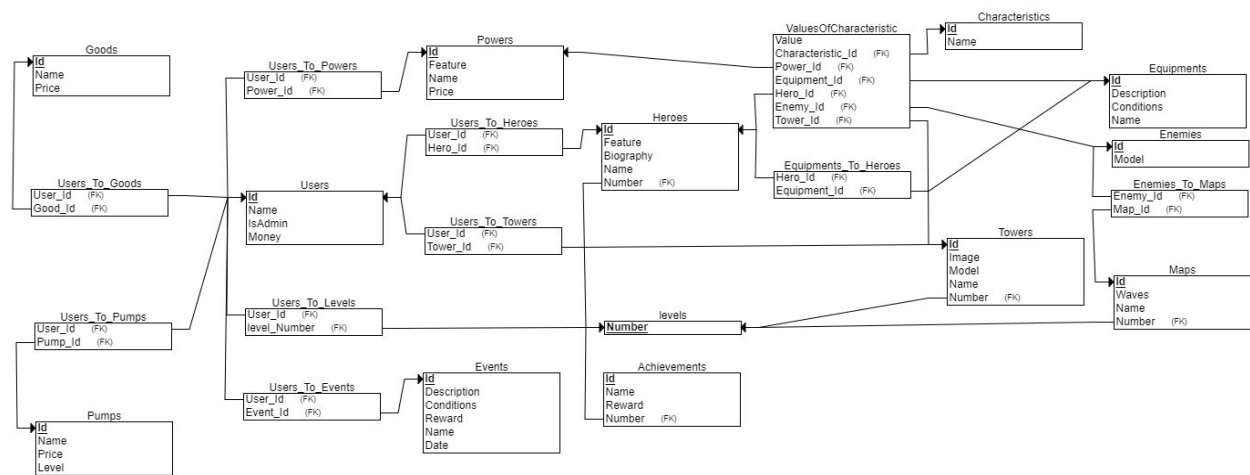 Goods
Id
Name
Price
Users_To_Goods
User_Id (FK)
Good_Id (FK)
Users_To_Pumps
User_Id (FK)
Pump_Id (FK)
Pumps
Id
Name
Price
Level
Users_To_Powers
User_Id (FK)
Power_Id (FK)
Users
Id
Name
IsAdmin
Money
Users_To_Levels
User_Id (FK)
level_Number (FK)
Users_To_Events
User_Id (FK)
Event_Id (FK)
Powers
Id
Feature
Name
Price
Users_To_Heroes
User_Id (FK)
Hero_Id (FK)
Users_To_Towers
User_Id (FK)
Tower_Id (FK)
Events
Id
Description
Conditions
Reward
Name
Date
Heroes
Id
Feature
Biography
Name
Number (FK)
levels
Number
Achievements
Id
Name
Reward
Number (FK)
ValuesOfCharacteristic
Value
Characteristic_Id (FK)
Power_Id (FK)
Equipment_Id (FK)
Hero_Id (FK)
Enemy_Id (FK)
Tower_Id (FK)
Equipments_To_Heroes
Hero_Id (FK)
Equipment_Id (FK)
Characteristics
Id
Name
Towers
Id
Image
Model
Name
Number (FK)
Equipments
Id
Description
Conditions
Name
Enemies
Id
Model
Enemies_To_Maps
Enemy_Id (FK)
Map_Id (FK)
Maps
Id
Waves
Name
Number (FK)